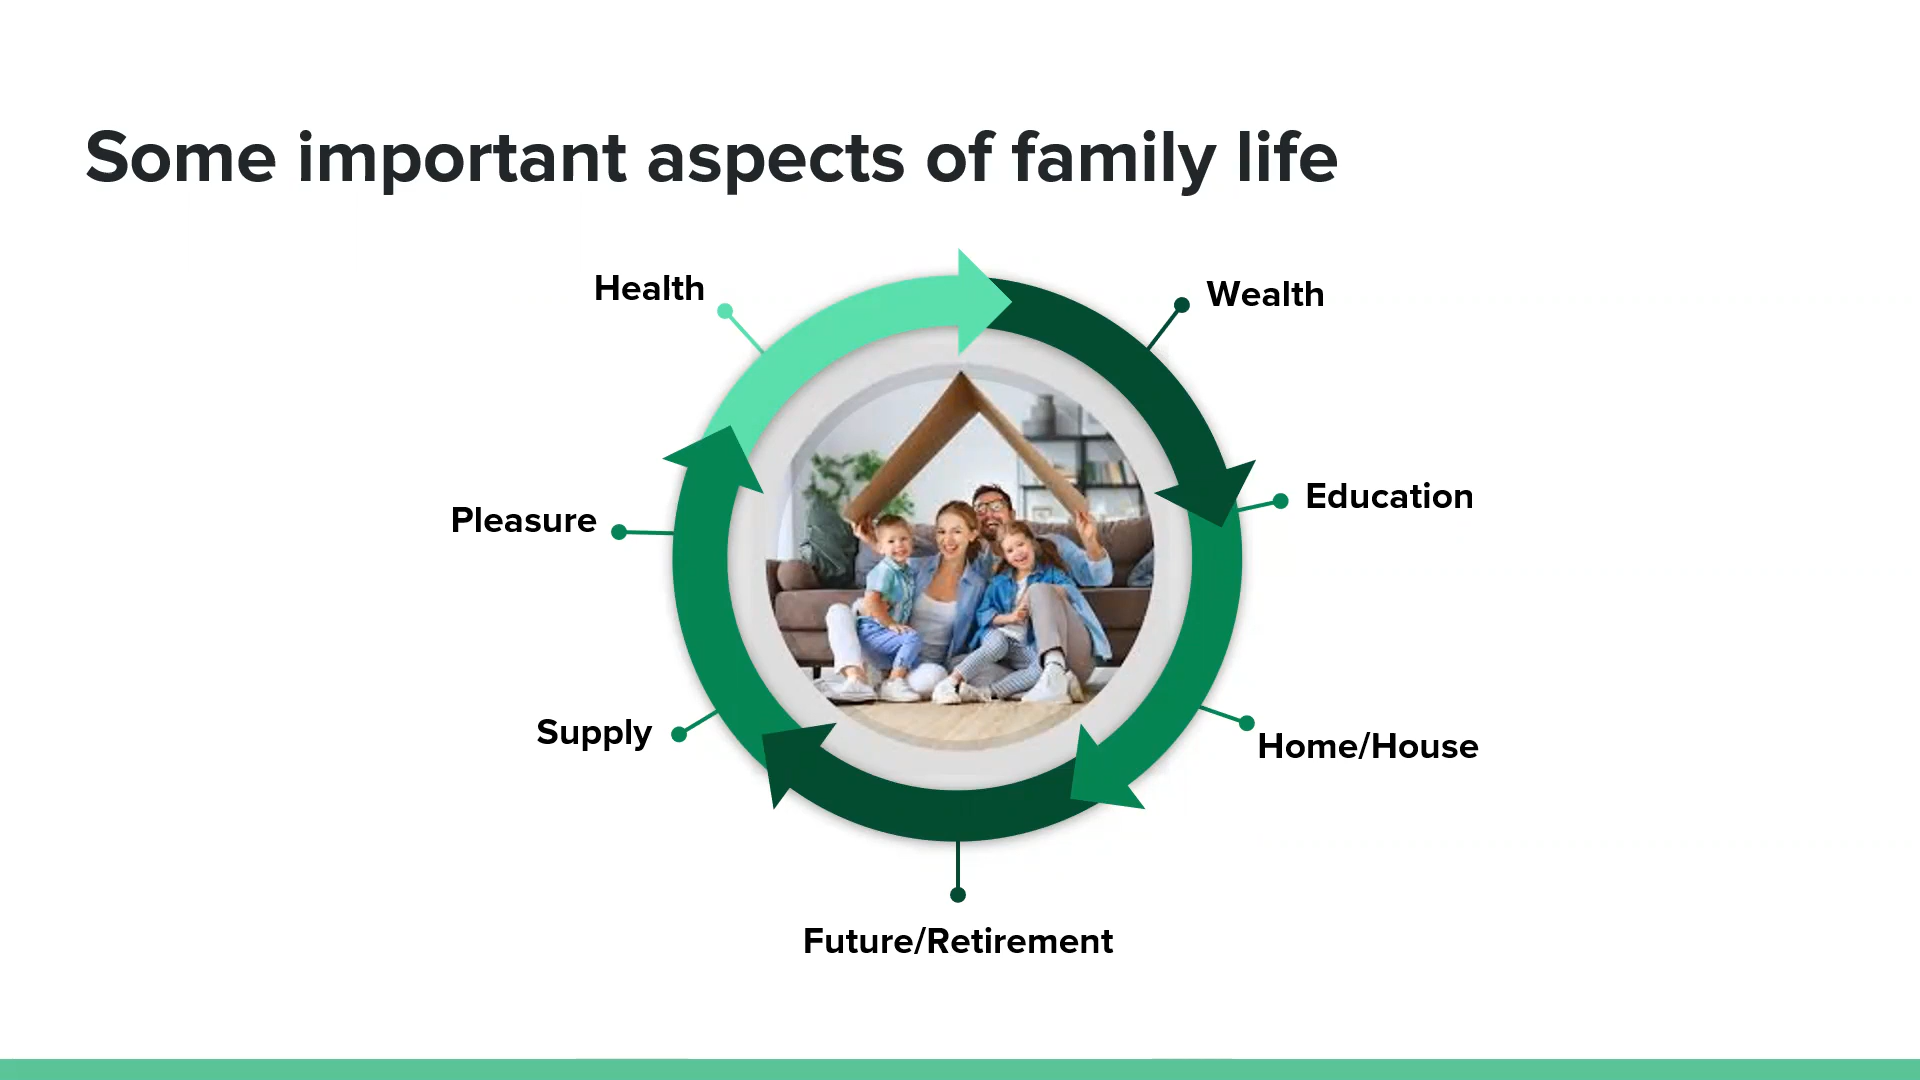 Some important aspects of family life
Health
Wealth
Pleasure
Education
Supply
Home/House
Future/Retirement